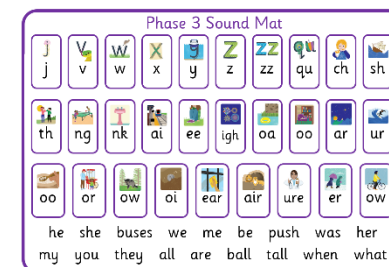 Phase 3 Sound Mat
j v w x y z zz qu ch sh
th ng nk ai ee igh oa oo ar ur
oo or ow oi ear air ure er ow
he she buses we me be push was her
my you they all are ball tall when what